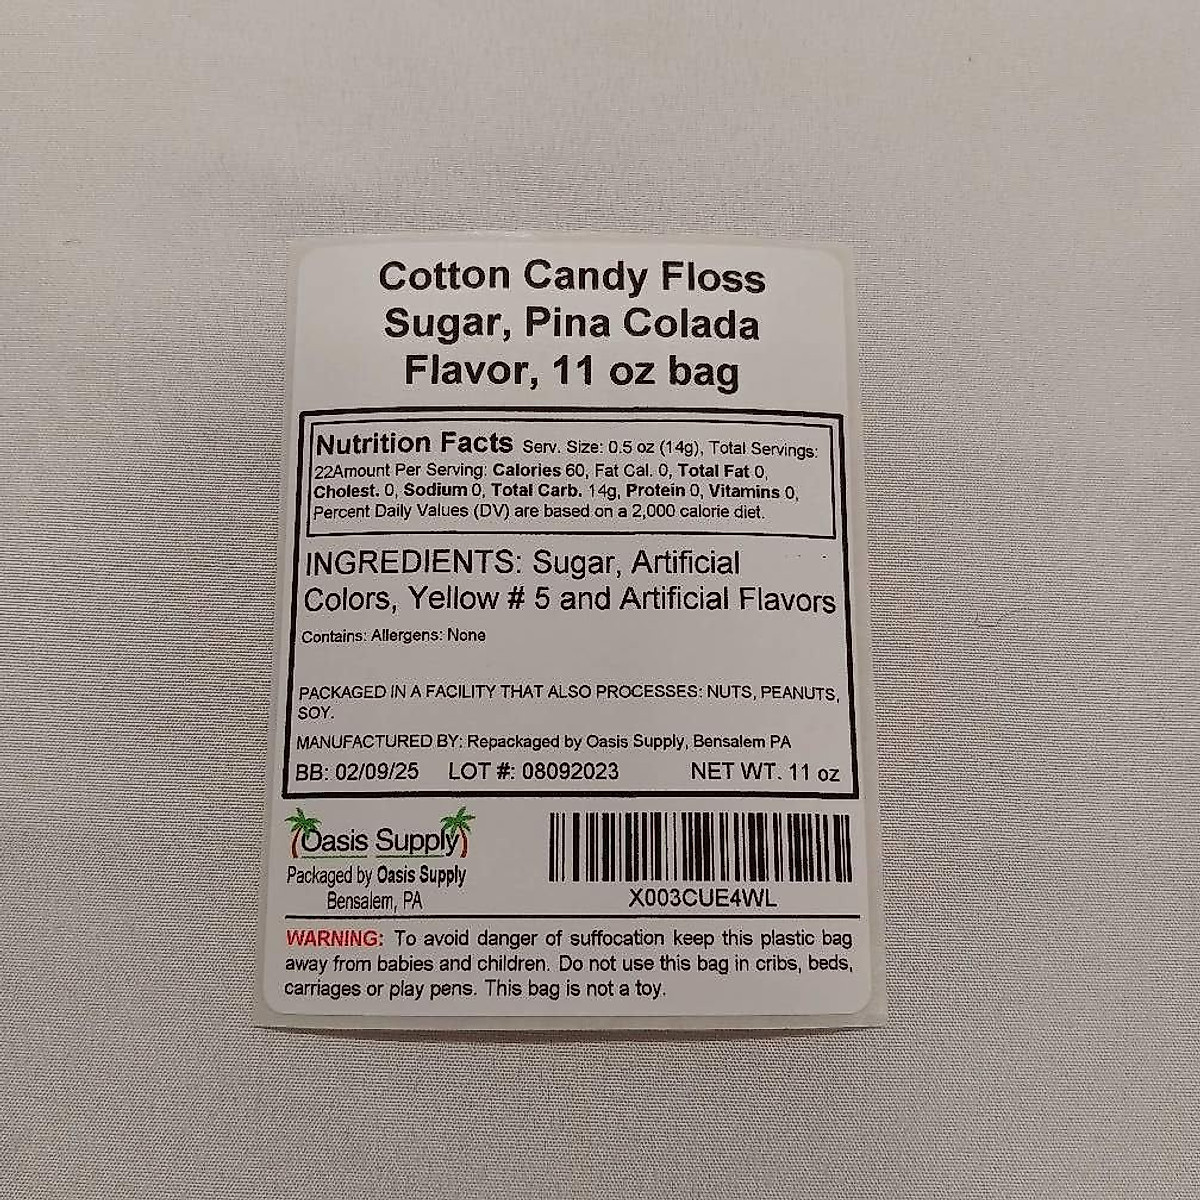 Cotton Candy Floss
Sugar, Pina Colada
Flavor, 11 oz bag
Nutrition Facts Serv. Size: 0.5 oz (14g), Total Servings:
22Amount Per Serving: Calories 60, Fat Cal. 0, Total Fat 0,
Cholest. 0, Sodium 0, Total Carb. 14g, Protein 0, Vitamins 0,
Percent Daily Values (DV) are based on a 2,000 calorie diet.
INGREDIENTS: Sugar, Artificial
Colors, Yellow # 5 and Artificial Flavors
Contains: Allergens: None
PACKAGED IN A FACILITY THAT ALSO PROCESSES: NUTS, PEANUTS,
SOY.
MANUFACTURED BY: Repackaged by Oasis Supply, Bensalem PA
BB: 02/09/25 LOT #: 08092023 NET WT. 11 oz
Oasis Supply
Packaged by Oasis Supply
Bensalem, PA
X003CUE4WL
WARNING: To avoid danger of suffocation keep this plastic bag
away from babies and children. Do not use this bag in cribs, beds,
carriages or play pens. This bag is not a toy.